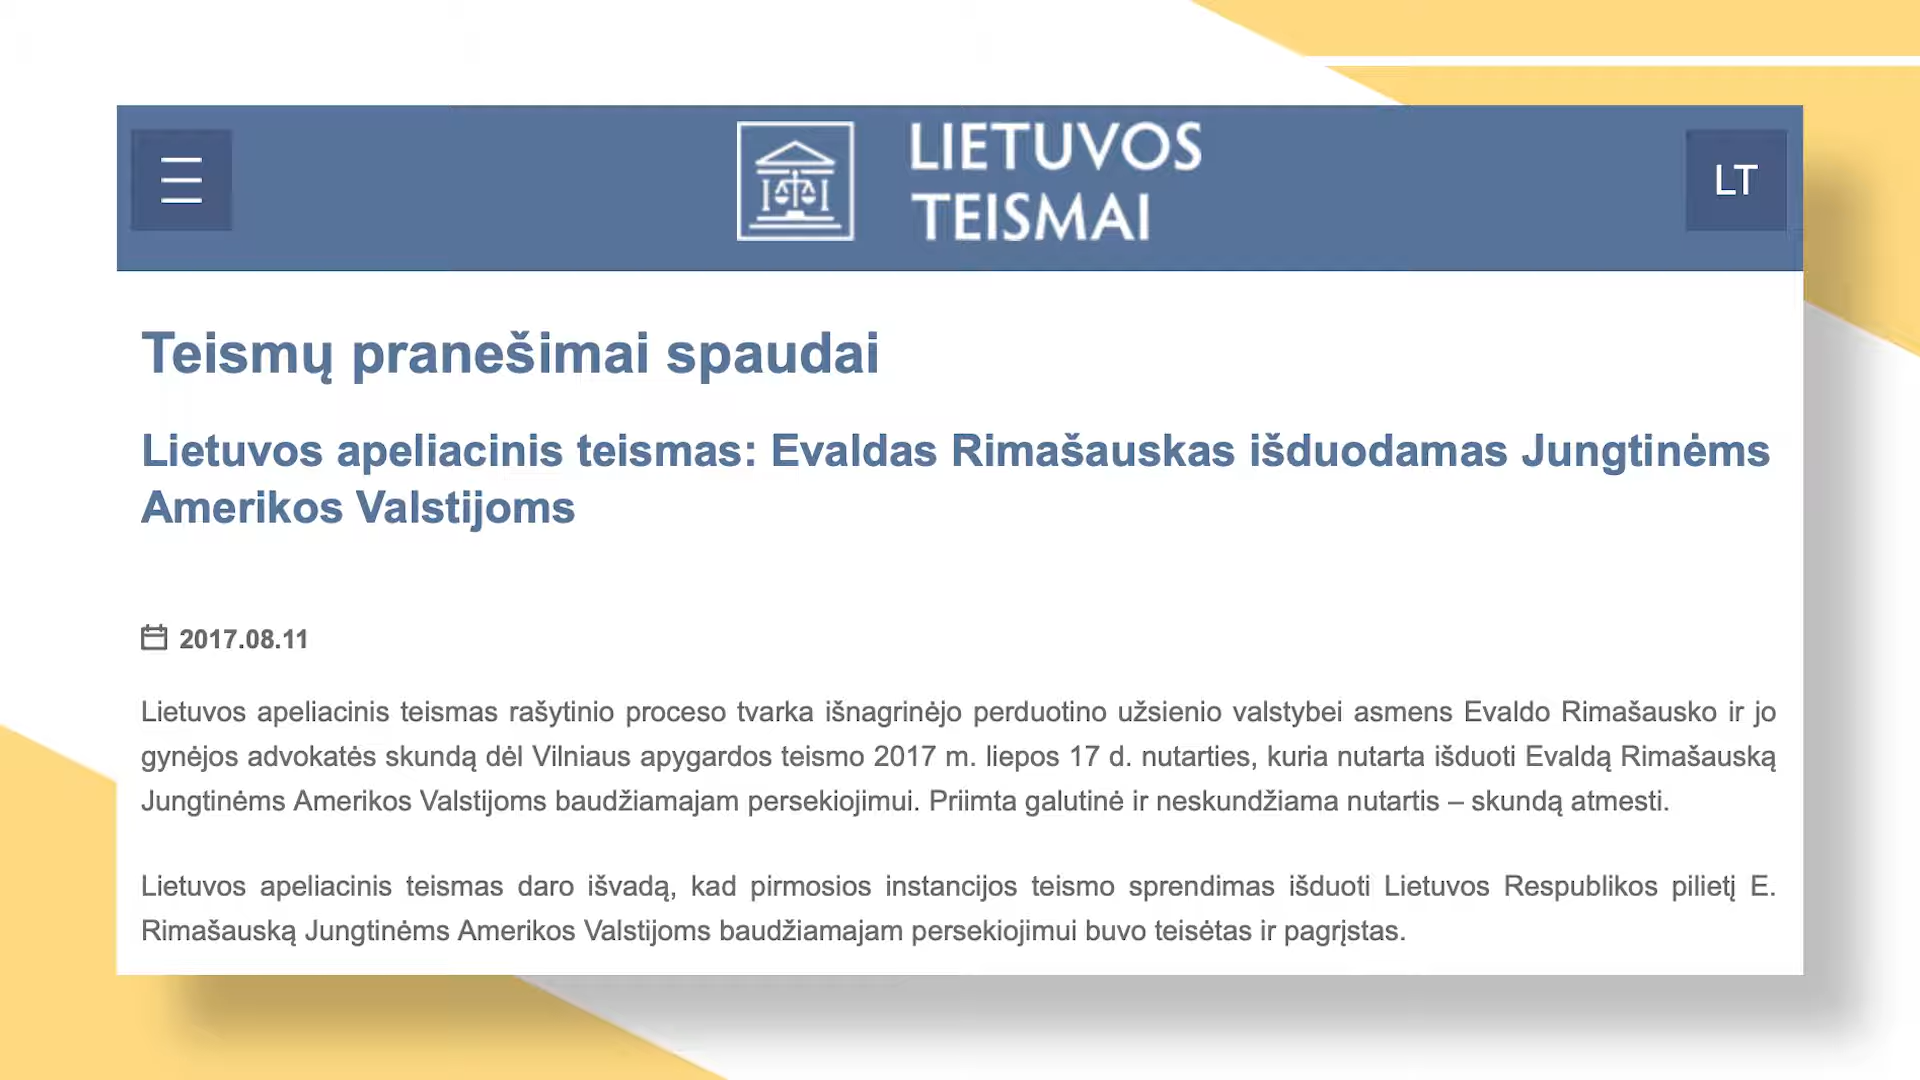 LIETUVOS
TEISMAI
LT
Teismų pranešimai spaudai
Lietuvos apeliacinis teismas: Evaldas Rimašauskas išduodamas Jungtinėms
Amerikos Valstijoms
2017.08.11
Lietuvos apeliacinis teismas rašytinio proceso tvarka išnagrinėjo perduotino užsienio valstybei asmens Evaldo Rimašausko ir jo
gynėjos advokatės skundą dėl Vilniaus apygardos teismo 2017 m. liepos 17 d. nutarties, kuria nutarta išduoti Evaldą Rimašauską
Jungtinėms Amerikos Valstijoms baudžiamajam persekiojimui. Priimta galutinė ir neskundžiama nutartis – skundą atmesti.
Lietuvos apeliacinis teismas daro išvadą, kad pirmosios instancijos teismo sprendimas išduoti Lietuvos Respublikos pilietį E.
Rimašauską Jungtinėms Amerikos Valstijoms baudžiamajam persekiojimui buvo teisėtas ir pagrįstas.